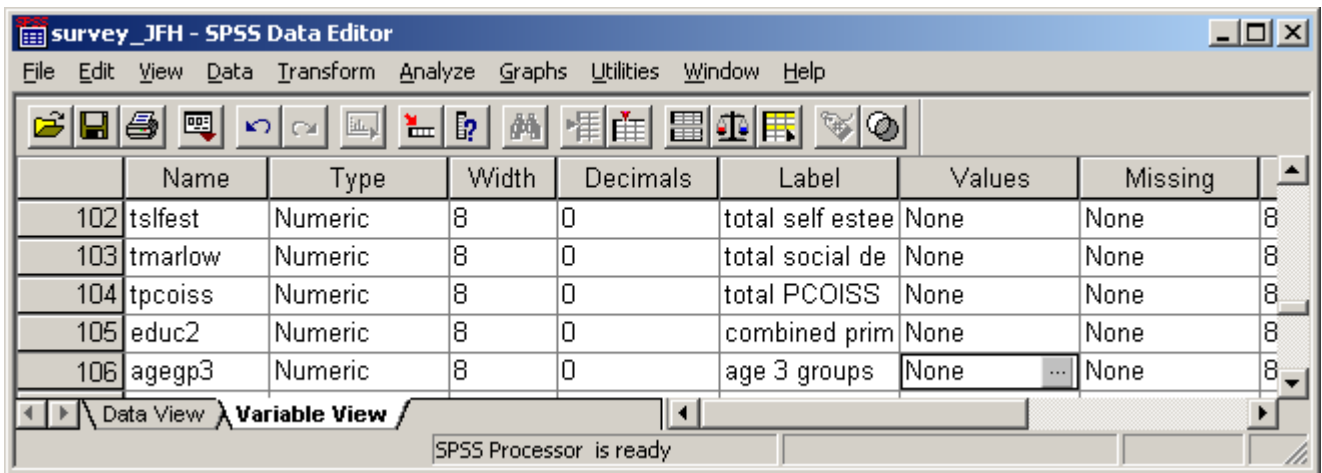 SPSS
survey_JFH - SPSS Data Editor
File Edit View Data Transform Analyze Graphs Utilities Window Help
Name Type Width Decimals Label Values Missing
102 tslfest Numeric 8 0 total self estee None None 8
103 tmarlow Numeric 8 0 total social de None None 8
104 tpcoiss Numeric 8 0 total PCOISS None None 8
105 educ2 Numeric 8 0 combined prim None None 8
106 agegp3 Numeric 8 0 age 3 groups None ... None 8
Data View Variable View
SPSS Processor is ready